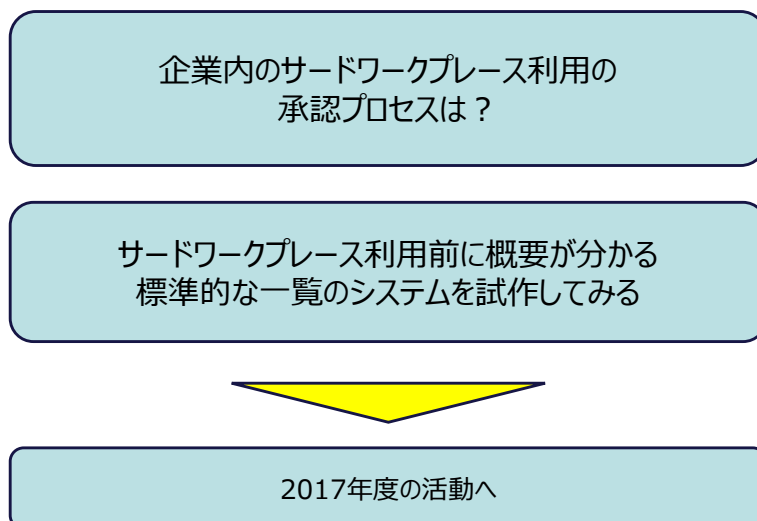 企業内のサードワークプレース利用の
承認プロセスは？
サードワークプレース利用前に概要が分かる
標準的な一覧のシステムを試作してみる
2017年度の活動へ